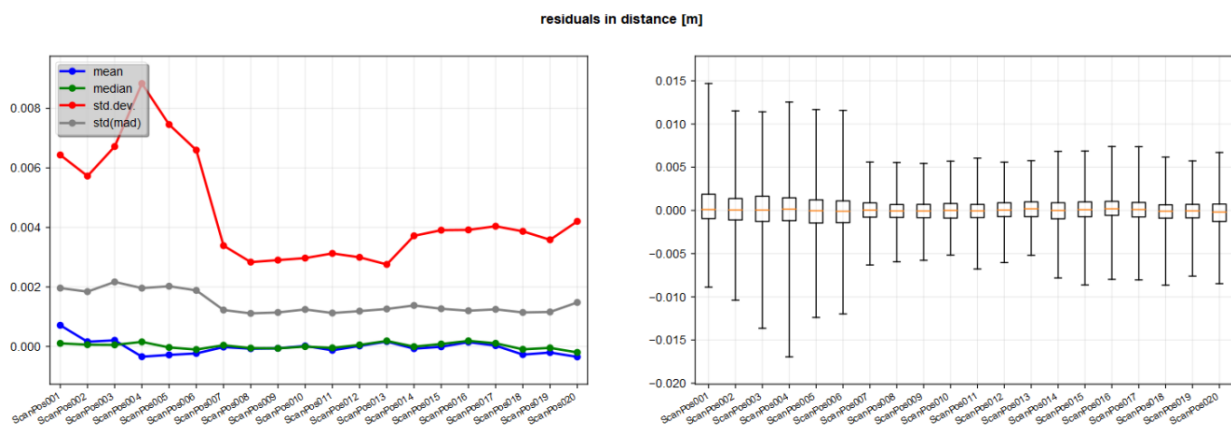 residuals in distance [m]
mean
median
std.dev.
std(mad)
0.008
0.006
0.004
0.002
0.000
ScanPos001 ScanPos002 ScanPos003 ScanPos004 ScanPos005 ScanPos006 ScanPos007 ScanPos008 ScanPos009 ScanPos010 ScanPos011 ScanPos012 ScanPos013 ScanPos014 ScanPos015 ScanPos016 ScanPos017 ScanPos018 ScanPos019 ScanPos020
0.015
0.010
0.005
0.000
−0.005
−0.010
−0.015
−0.020
ScanPos001 ScanPos002 ScanPos003 ScanPos004 ScanPos005 ScanPos006 ScanPos007 ScanPos008 ScanPos009 ScanPos010 ScanPos011 ScanPos012 ScanPos013 ScanPos014 ScanPos015 ScanPos016 ScanPos017 ScanPos018 ScanPos019 ScanPos020